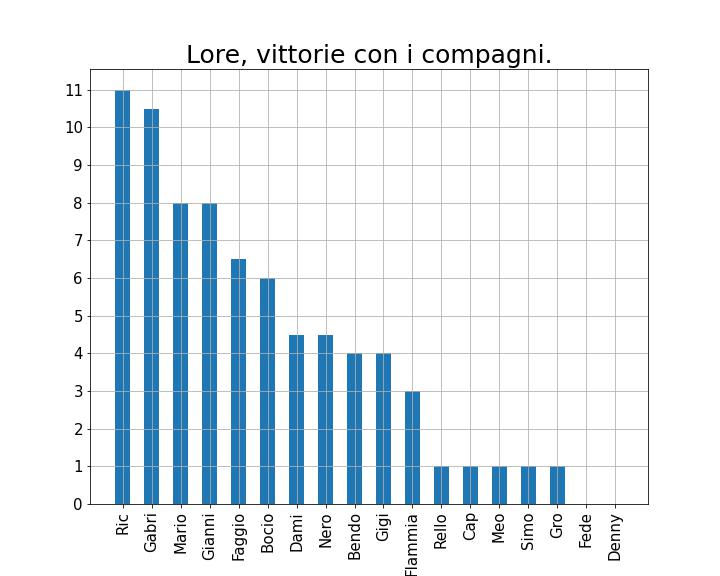 Lore, vittorie con i compagni.
11
10
9
8
7
6
5
4
3
2
1
0
Ric
Gabri
Mario
Gianni
Faggio
Bocio
Dami
Nero
Bendo
Gigi
Flammia
Rello
Cap
Meo
Simo
Gro
Fede
Denny